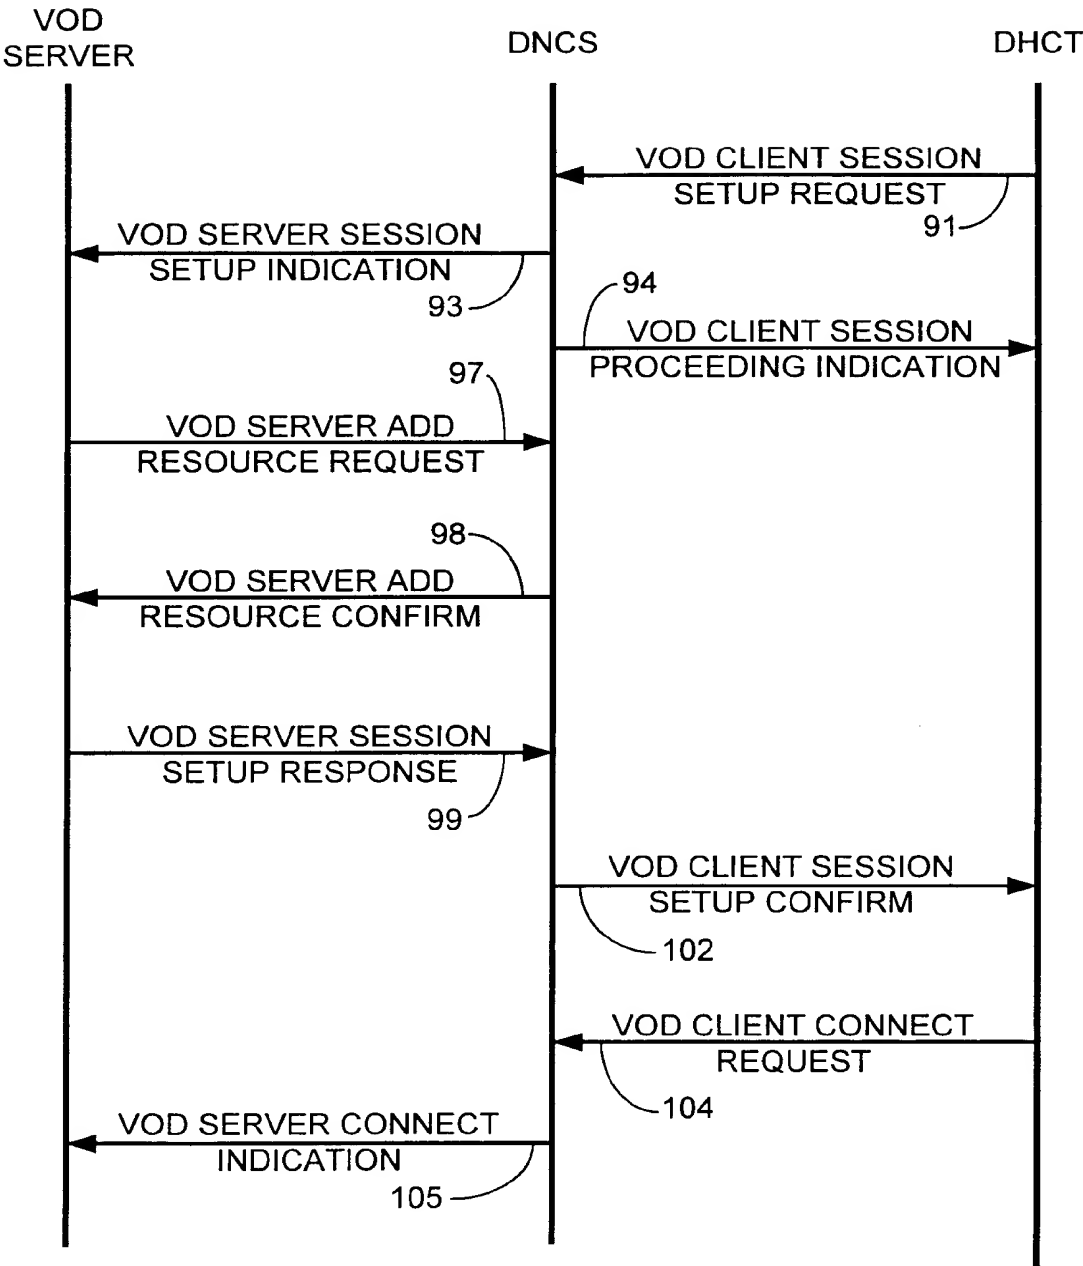 VOD
SERVER
DNCS
DHCT
VOD CLIENT SESSION
SETUP REQUEST
91
VOD SERVER SESSION
SETUP INDICATION
93
94
VOD CLIENT SESSION
PROCEEDING INDICATION
97
VOD SERVER ADD
RESOURCE REQUEST
98
VOD SERVER ADD
RESOURCE CONFIRM
VOD SERVER SESSION
SETUP RESPONSE
99
VOD CLIENT SESSION
SETUP CONFIRM
102
VOD CLIENT CONNECT
REQUEST
104
VOD SERVER CONNECT
INDICATION
105